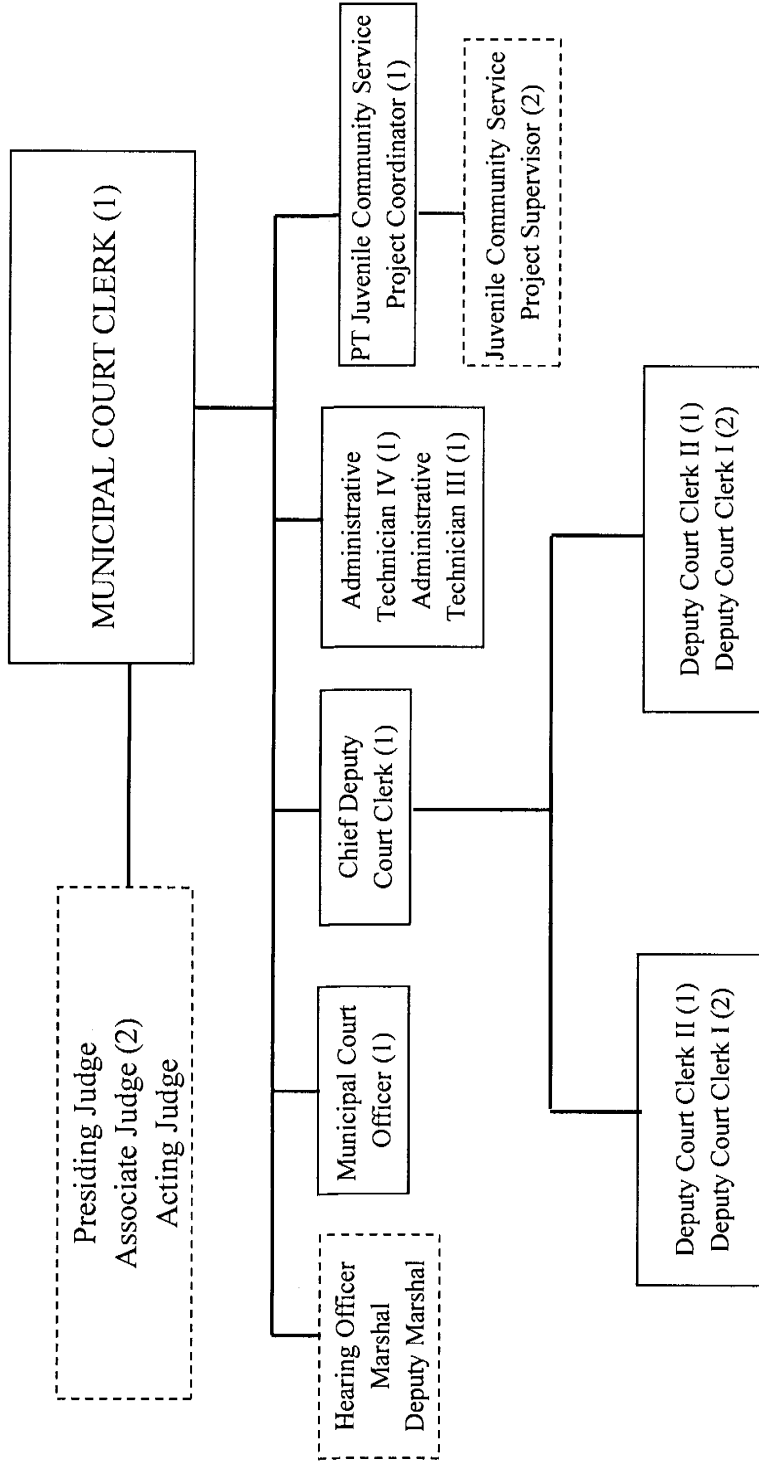 MUNICIPAL COURT CLERK (1)
Presiding Judge
Associate Judge (2)
Acting Judge
Hearing Officer
Marshal
Deputy Marshal
Municipal Court
Officer (1)
Chief Deputy
Court Clerk (1)
Administrative
Technician IV (1)
Administrative
Technician III (1)
PT Juvenile Community Service
Project Coordinator (1)
Juvenile Community Service
Project Supervisor (2)
Deputy Court Clerk II (1)
Deputy Court Clerk I (2)
Deputy Court Clerk II (1)
Deputy Court Clerk I (2)